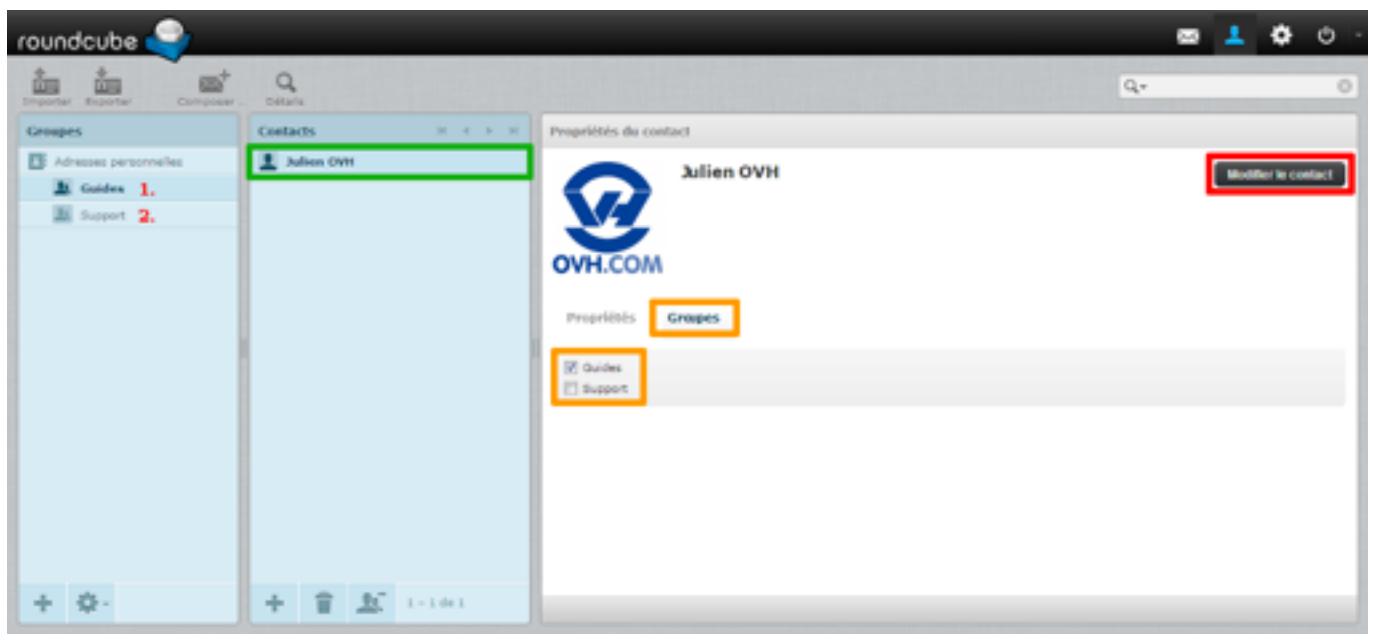 roundcube
Importer Exporter Composer ... Détails
Groupes
Adresses personnelles
Guides 1.
Support 2.
Contacts
Julien OVH
1 – 1 de 1
Propriétés du contact
Julien OVH
Modifier le contact
OVH.COM
Propriétés Groupes
Guides
Support